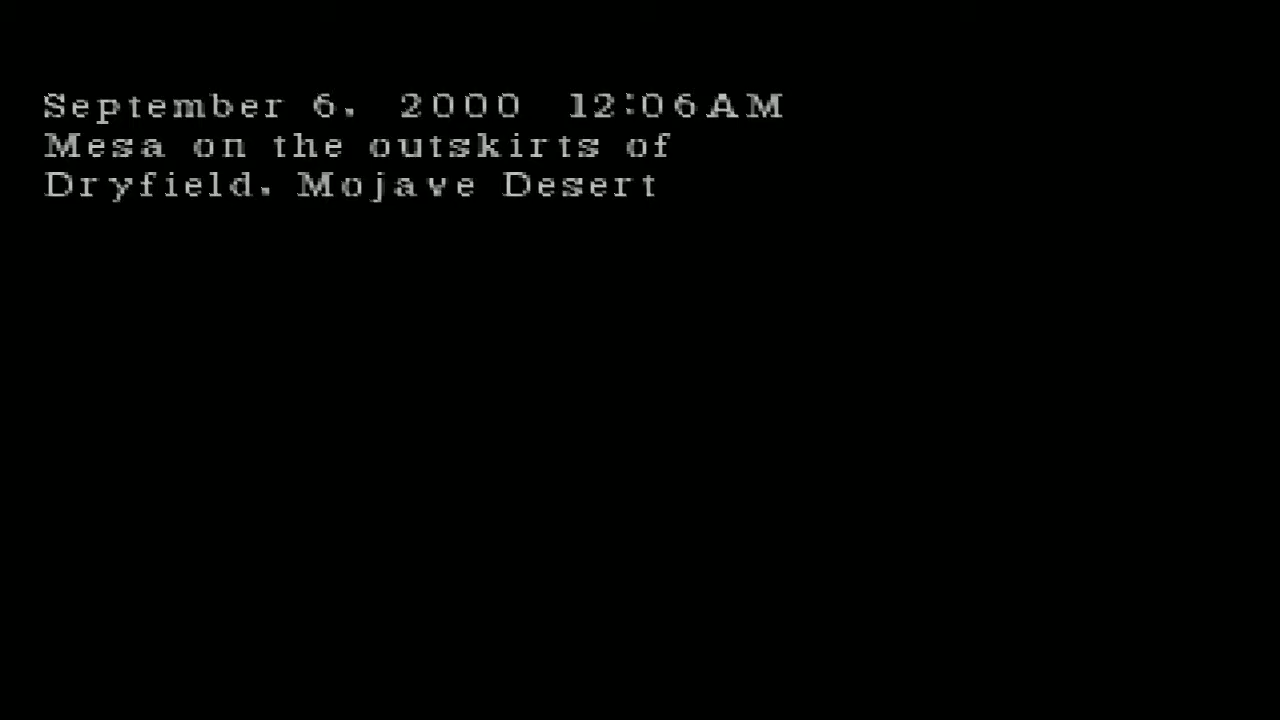 September 6, 2000 12:06AM
Mesa on the outskirts of
Dryfield, Mojave Desert